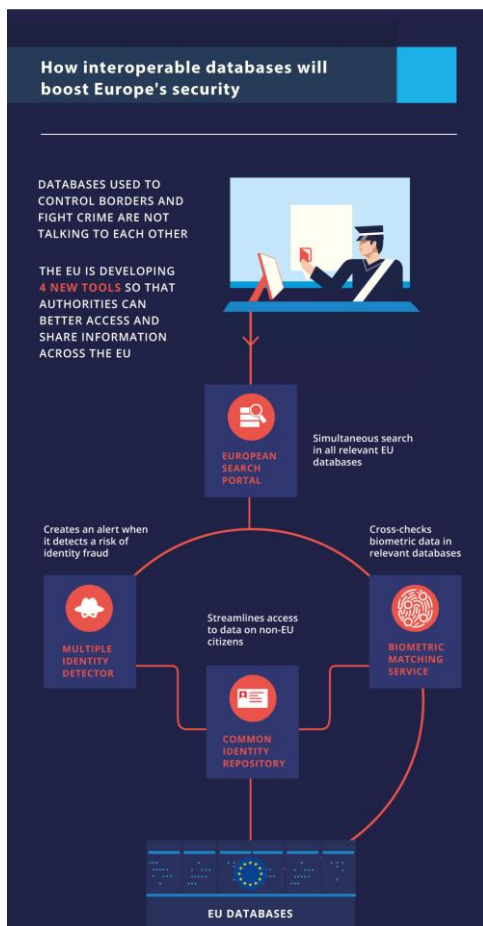 How interoperable databases will
boost Europe's security
DATABASES USED TO
CONTROL BORDERS AND
FIGHT CRIME ARE NOT
TALKING TO EACH OTHER
THE EU IS DEVELOPING
4 NEW TOOLS SO THAT
AUTHORITIES CAN
BETTER ACCESS AND
SHARE INFORMATION
ACROSS THE EU
EUROPEAN
SEARCH
PORTAL
Simultaneous search
in all relevant EU
databases
Creates an alert when
it detects a risk of
identity fraud
Cross-checks
biometric data in
relevant databases
MULTIPLE
IDENTITY
DETECTOR
Streamlines access
to data on non-EU
citizens
BIOMETRIC
MATCHING
SERVICE
COMMON
IDENTITY
REPOSITORY
EU DATABASES